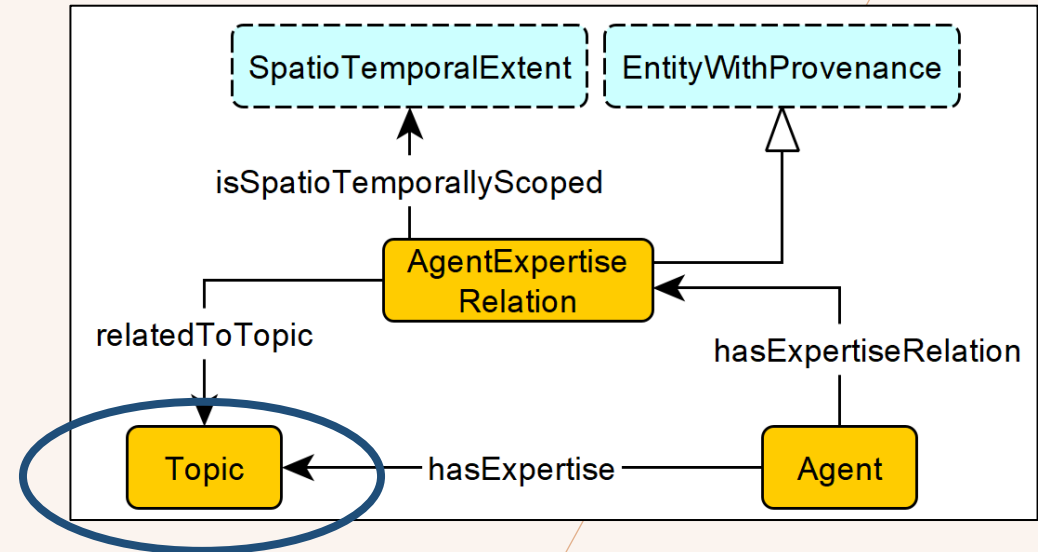 SpatioTemporalExtent
EntityWithProvenance
isSpatioTemporallyScoped
AgentExpertise
Relation
relatedToTopic
hasExpertiseRelation
Topic
hasExpertise
Agent